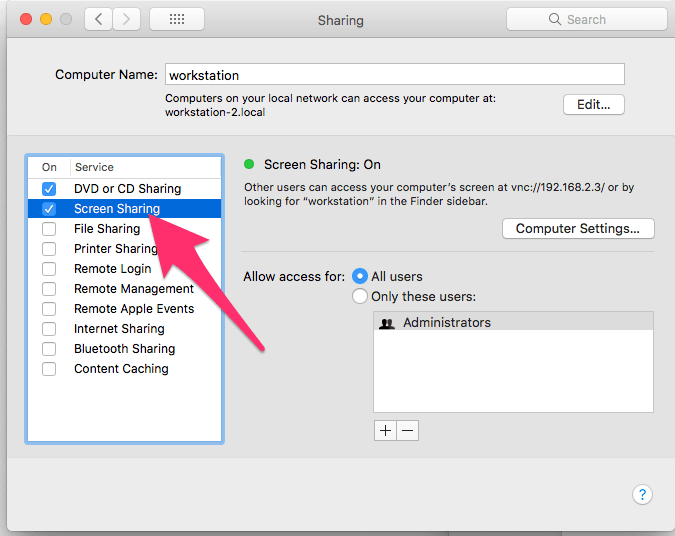 Sharing
Search
Computer Name: workstation
Computers on your local network can access your computer at:
workstation-2.local
Edit...
On Service
DVD or CD Sharing
Screen Sharing
File Sharing
Printer Sharing
Remote Login
Remote Management
Remote Apple Events
Internet Sharing
Bluetooth Sharing
Content Caching
Screen Sharing: On
Other users can access your computer's screen at vnc://192.168.2.3/ or by
looking for “workstation” in the Finder sidebar.
Computer Settings...
Allow access for: All users
Only these users:
Administrators
+ −
?